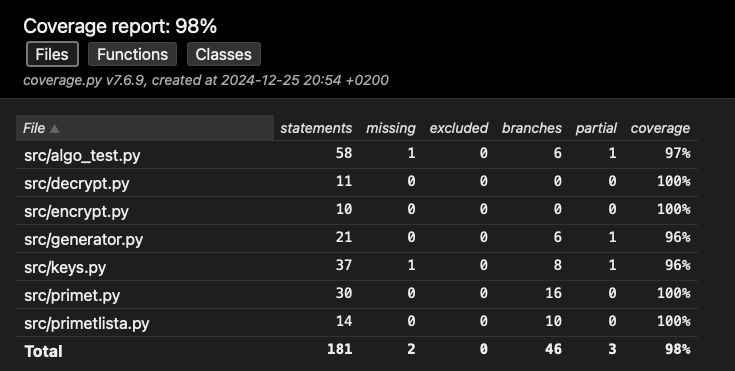 Coverage report: 98%
Files Functions Classes
coverage.py v7.6.9, created at 2024-12-25 20:54 +0200
File ▲ statements missing excluded branches partial coverage
src/algo_test.py 58 1 0 6 1 97%
src/decrypt.py 11 0 0 0 0 100%
src/encrypt.py 10 0 0 0 0 100%
src/generator.py 21 0 0 6 1 96%
src/keys.py 37 1 0 8 1 96%
src/primet.py 30 0 0 16 0 100%
src/primetlista.py 14 0 0 10 0 100%
Total 181 2 0 46 3 98%